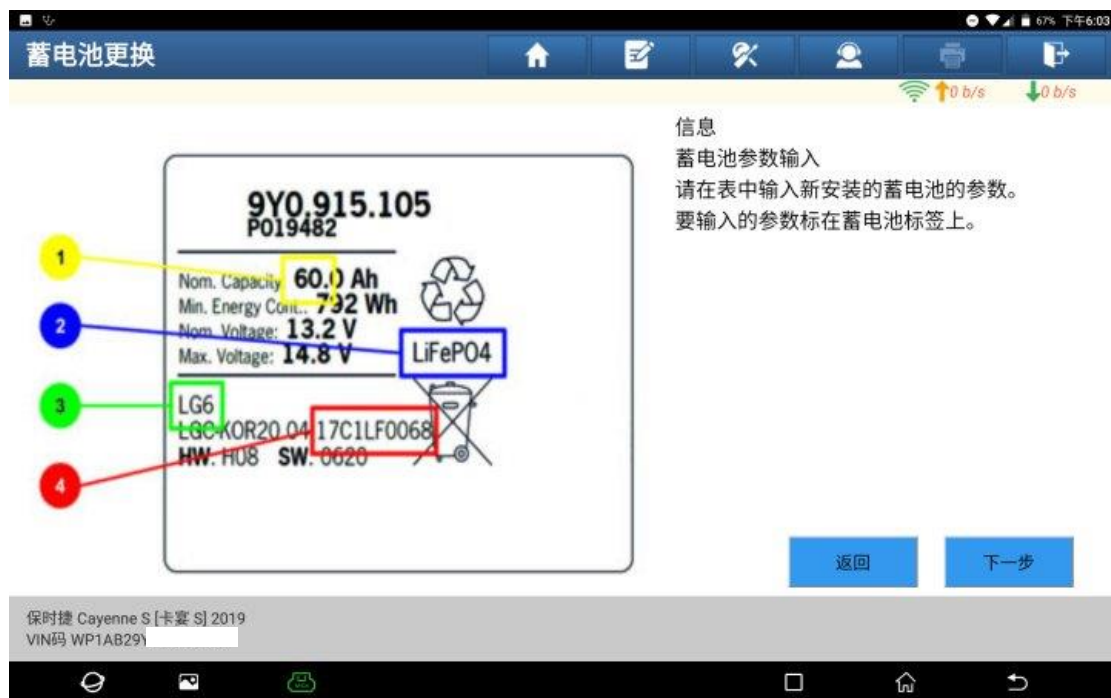 67% 下午6:03
蓄电池更换
0 b/s
0 b/s
信息
蓄电池参数输入
请在表中输入新安装的蓄电池的参数。
要输入的参数标在蓄电池标签上。
9Y0.915.105
P019482
1
Nom. Capacity 60.0 Ah
Min. Energy Cont.: 792 Wh
2
Nom. Voltage: 13.2 V
Max. Voltage: 14.8 V
LiFePO4
3
LG6
LGC-KOR20 04 17C1LF0068
HW. H08 SW. 0620
4
返回
下一步
保时捷 Cayenne S [卡宴 S] 2019
VIN码 WP1AB29Y